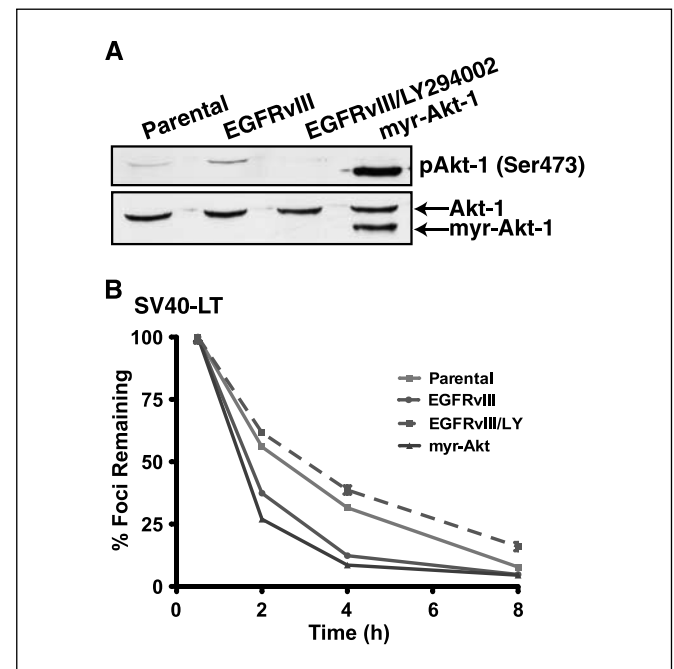 A
Parental
EGFRvIII
EGFRvIII/LY294002
myr-Akt-1
pAkt-1 (Ser473)
Akt-1
myr-Akt-1
B
SV40-LT
% Foci Remaining
100
75
50
25
0
0 2 4 6 8
Time (h)
Parental
EGFRvIII
EGFRvIII/LY
myr-Akt